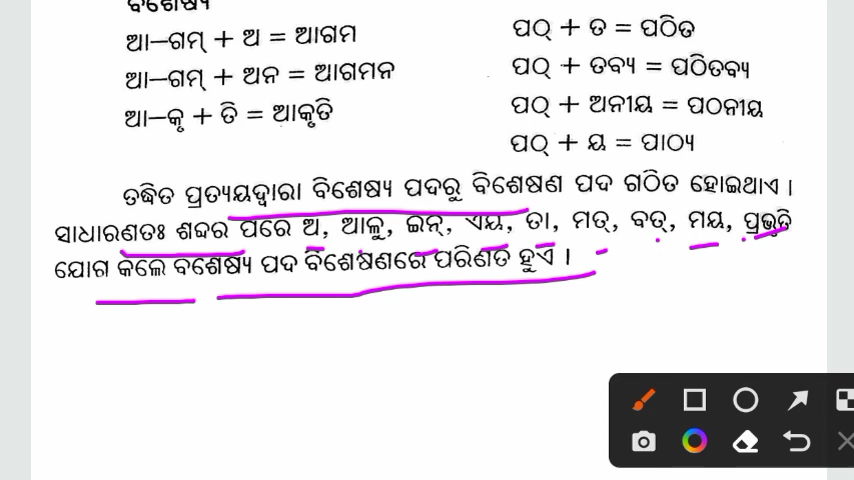 ବିଶେଷ୍ୟ
ଆ–ଗମ୍ + ଅ = ଆଗମ
ଆ–ଗମ୍ + ଅନ = ଆଗମନ
ଆ–କୃ + ତି = ଆକୃତି
ପଠ୍ + ତ = ପଠିତ
ପଠ୍ + ତବ୍ୟ = ପଠିତବ୍ୟ
ପଠ୍ + ଅନୀୟ = ପଠନୀୟ
ପଠ୍ + ୟ = ପାଠ୍ୟ
ତଦ୍ଧିତ ପ୍ରତ୍ୟୟଦ୍ୱାରା ବିଶେଷ୍ୟ ପଦରୁ ବିଶେଷଣ ପଦ ଗଠିତ ହୋଇଥାଏ ।
ସାଧାରଣତଃ ଶବ୍ଦର ପରେ ଅ, ଆଳୁ, ଇନ୍, ଏୟ, ତା, ମତ୍, ବତ୍, ମୟ, ପ୍ରଭୃତି
ଯୋଗ କଲେ ବିଶେଷ୍ୟ ପଦ ବିଶେଷଣରେ ପରିଣତ ହୁଏ ।